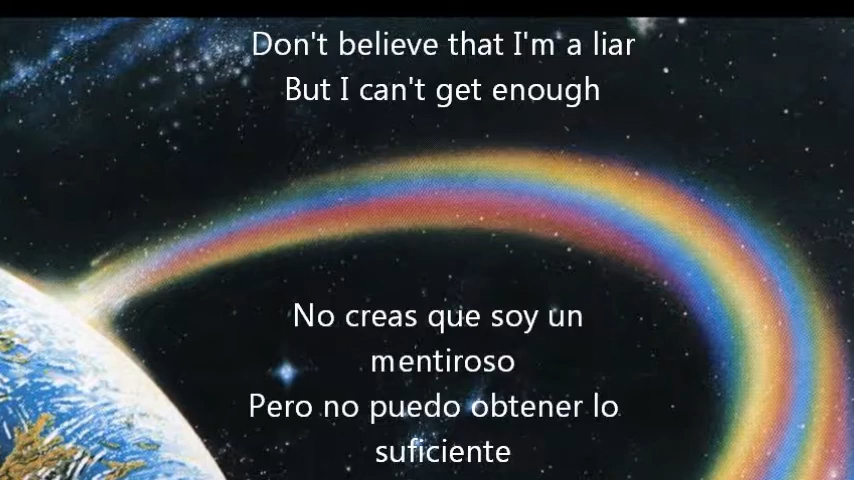 Don't believe that I'm a liar
But I can't get enough
No creas que soy un
mentiroso
Pero no puedo obtener lo
suficiente